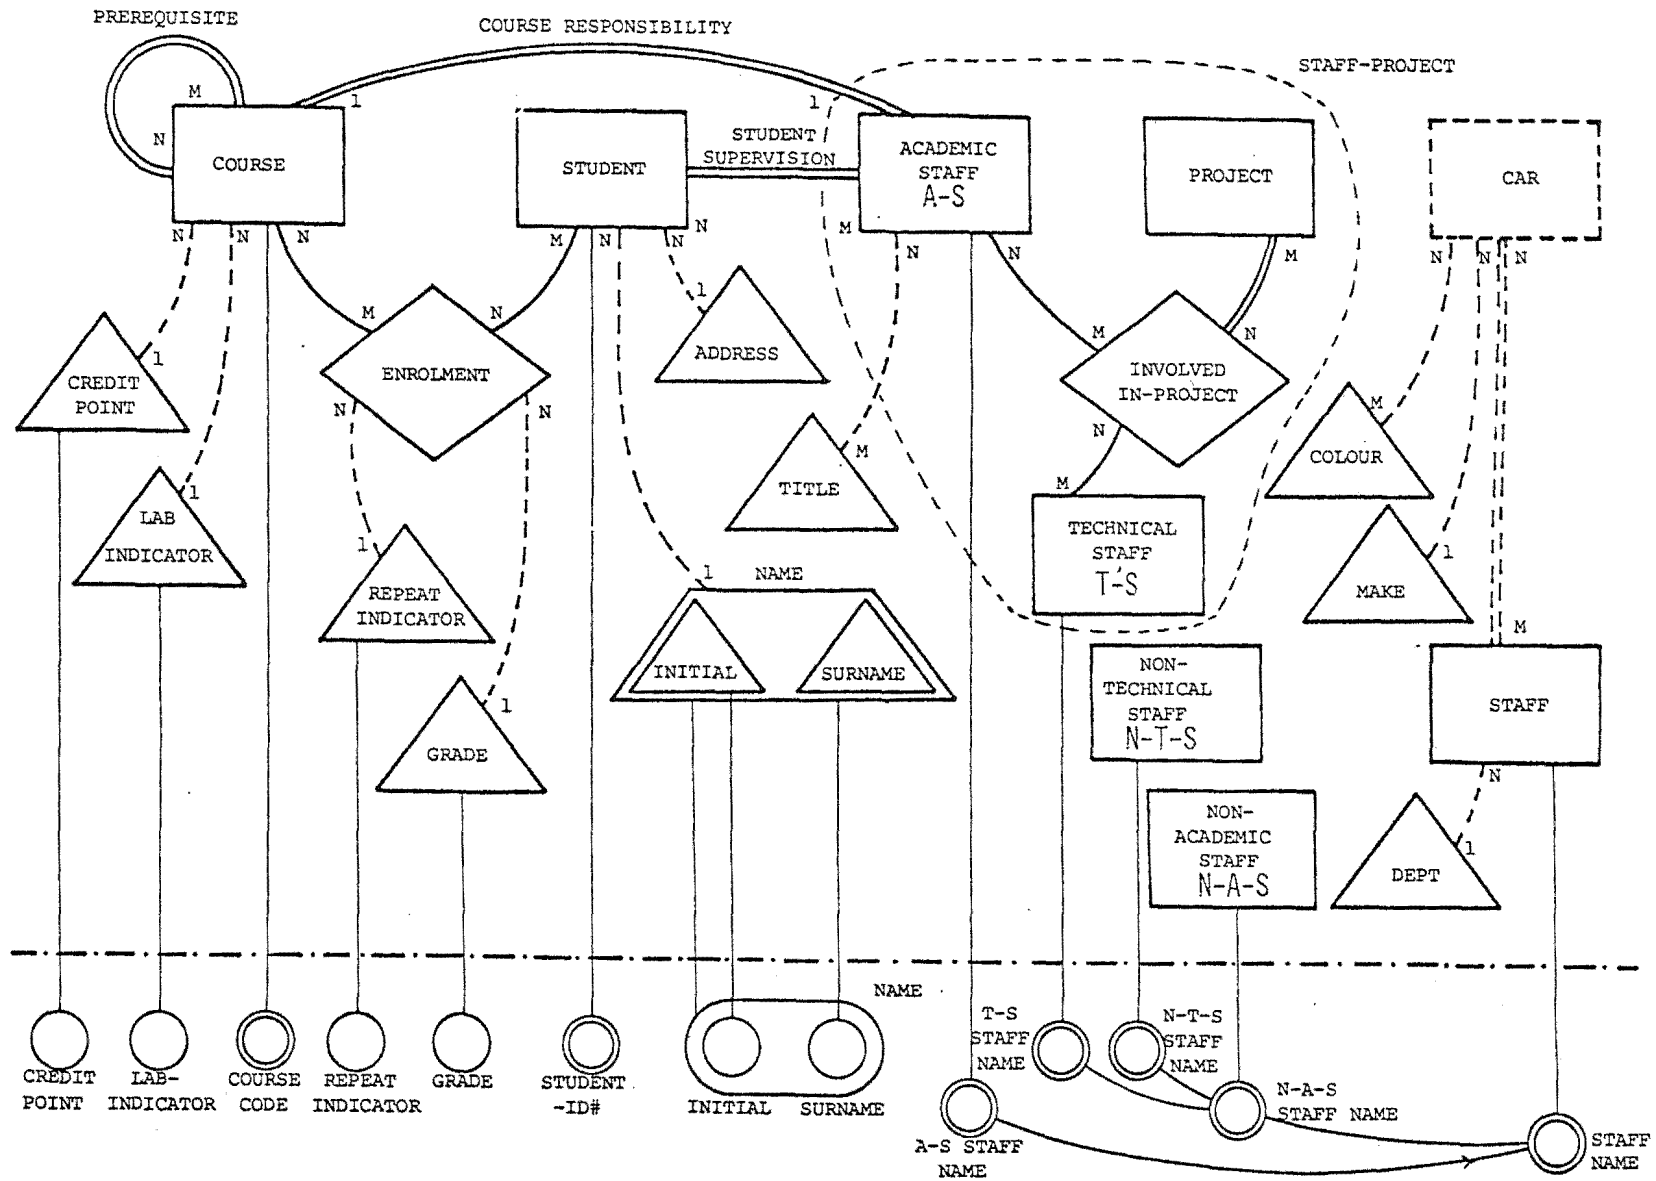 PREREQUISITE
COURSE RESPONSIBILITY
STAFF-PROJECT
M
1
1
N
COURSE
STUDENT
STUDENT
SUPERVISION
ACADEMIC
STAFF
A-S
PROJECT
CAR
N
N
N
M
N
N
N
M
N
M
N
N
N
1
M
N
M
N
1
ADDRESS
CREDIT
POINT
ENROLMENT
INVOLVED
IN-PROJECT
N
N
N
M
M
COLOUR
1
LAB
INDICATOR
TITLE
M
TECHNICAL
STAFF
T-S
1
1
REPEAT
INDICATOR
1
NAME
MAKE
M
INITIAL
SURNAME
NON-
TECHNICAL
STAFF
N-T-S
STAFF
1
GRADE
N
NON-
ACADEMIC
STAFF
N-A-S
1
DEPT
NAME
CREDIT
POINT
LAB-
INDICATOR
COURSE
CODE
REPEAT
INDICATOR
GRADE
STUDENT
-ID#
INITIAL
SURNAME
T-S
STAFF
NAME
N-T-S
STAFF
NAME
A-S STAFF
NAME
N-A-S
STAFF NAME
STAFF
NAME